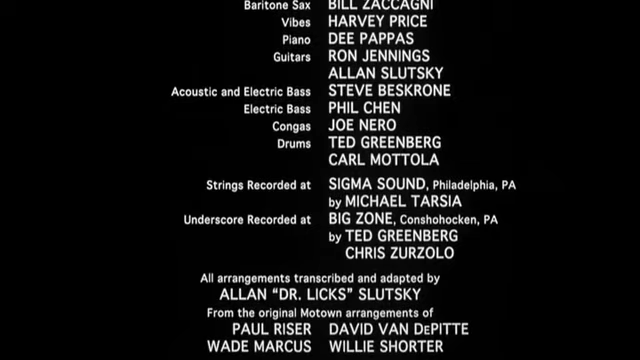 Baritone Sax BILL ZACCAGNI
Vibes HARVEY PRICE
Piano DEE PAPPAS
Guitars RON JENNINGS
ALLAN SLUTSKY
Acoustic and Electric Bass STEVE BESKRONE
Electric Bass PHIL CHEN
Congas JOE NERO
Drums TED GREENBERG
CARL MOTTOLA
Strings Recorded at SIGMA SOUND, Philadelphia, PA
by MICHAEL TARSIA
Underscore Recorded at BIG ZONE, Conshohocken, PA
by TED GREENBERG
CHRIS ZURZOLO
All arrangements transcribed and adapted by
ALLAN "DR. LICKS" SLUTSKY
From the original Motown arrangements of
PAUL RISER DAVID VAN DEPITTE
WADE MARCUS WILLIE SHORTER